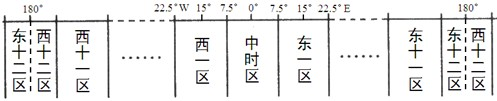 180° 22.5°W 15° 7.5° 0° 7.5° 15° 22.5°E 180°
东十二区
西十二区
西十一区
……
西一区
中时区
东一区
……
东十一区
东十二区
西十二区